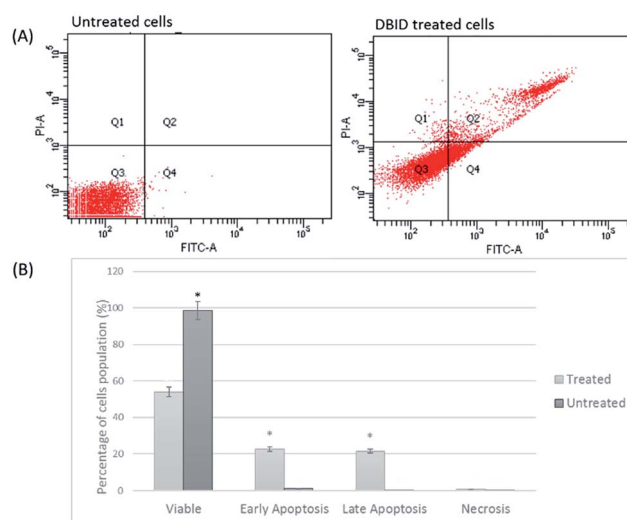 (A)
Untreated cells
DBID treated cells
PI-A
10^5
10^4
10^3
10^2
Q1
Q2
Q3
Q4
10^2
10^3
10^4
10^5
FITC-A
PI-A
10^5
10^4
10^3
10^2
Q1
Q2
Q3
Q4
10^2
10^3
10^4
10^5
FITC-A
(B)
Percentage of cells population (%)
120
100
80
60
40
20
0
*
*
*
Viable
Early Apoptosis
Late Apoptosis
Necrosis
Treated
Untreated